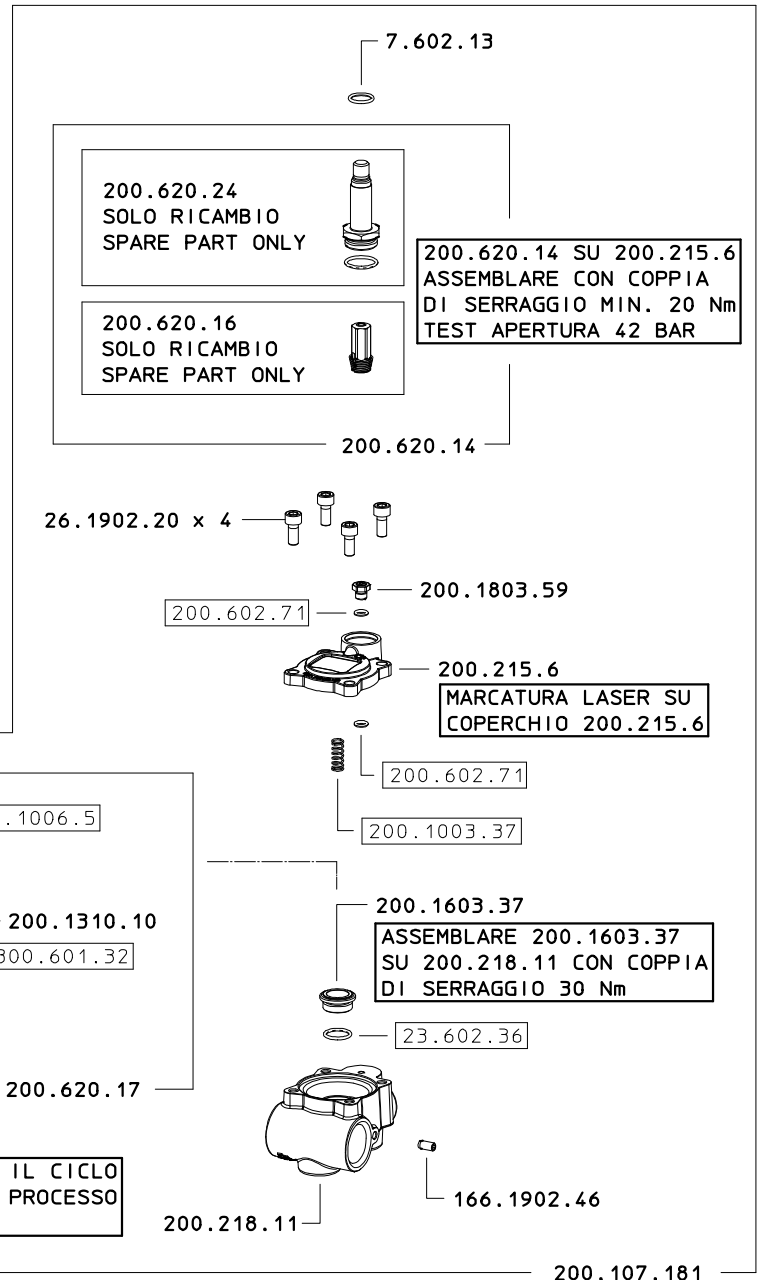 7.602.13
200.620.24
SOLO RICAMBIO
SPARE PART ONLY
200.620.14 SU 200.215.6
ASSEMBLARE CON COPPIA
DI SERRAGGIO MIN. 20 Nm
TEST APERTURA 42 BAR
200.620.16
SOLO RICAMBIO
SPARE PART ONLY
200.620.14
26.1902.20 x 4
200.1803.59
200.602.71
200.215.6
MARCATURA LASER SU
COPERCHIO 200.215.6
200.602.71
.1006.5
200.1003.37
200.1603.37
200.1310.10
ASSEMBLARE 200.1603.37
SU 200.218.11 CON COPPIA
DI SERRAGGIO 30 Nm
300.601.32
23.602.36
200.620.17
IL CICLO
PROCESSO
166.1902.46
200.218.11
200.107.181